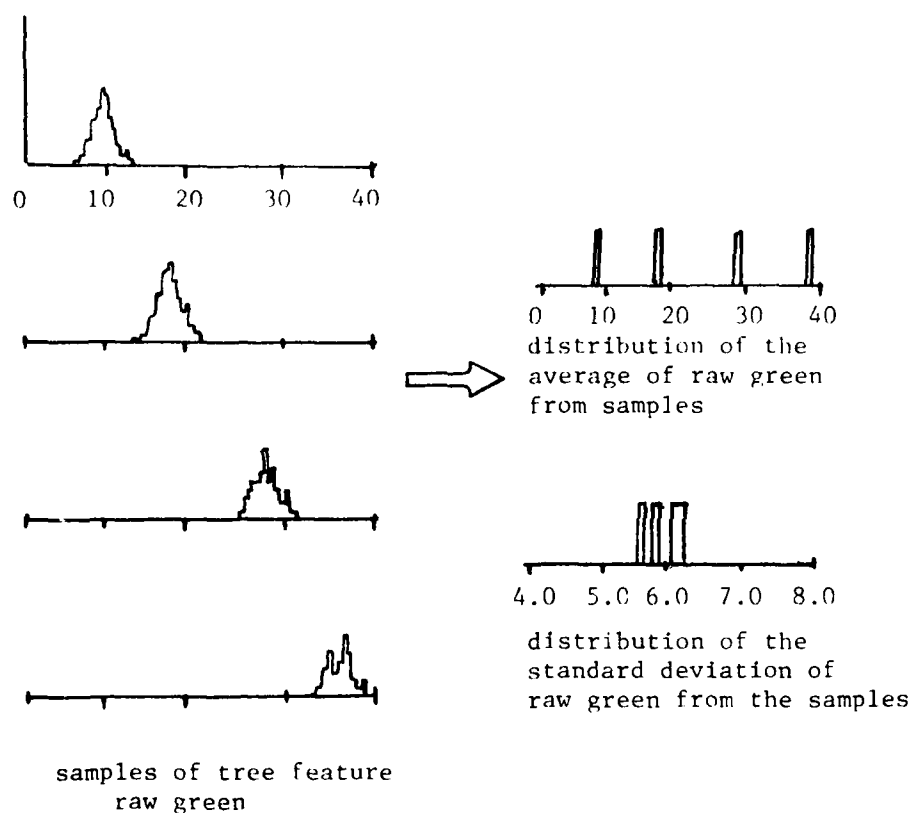 0 10 20 30 40
samples of tree feature
raw green
0 10 20 30 40
distribution of the
average of raw green
from samples
4.0 5.0 6.0 7.0 8.0
distribution of the
standard deviation of
raw green from the samples